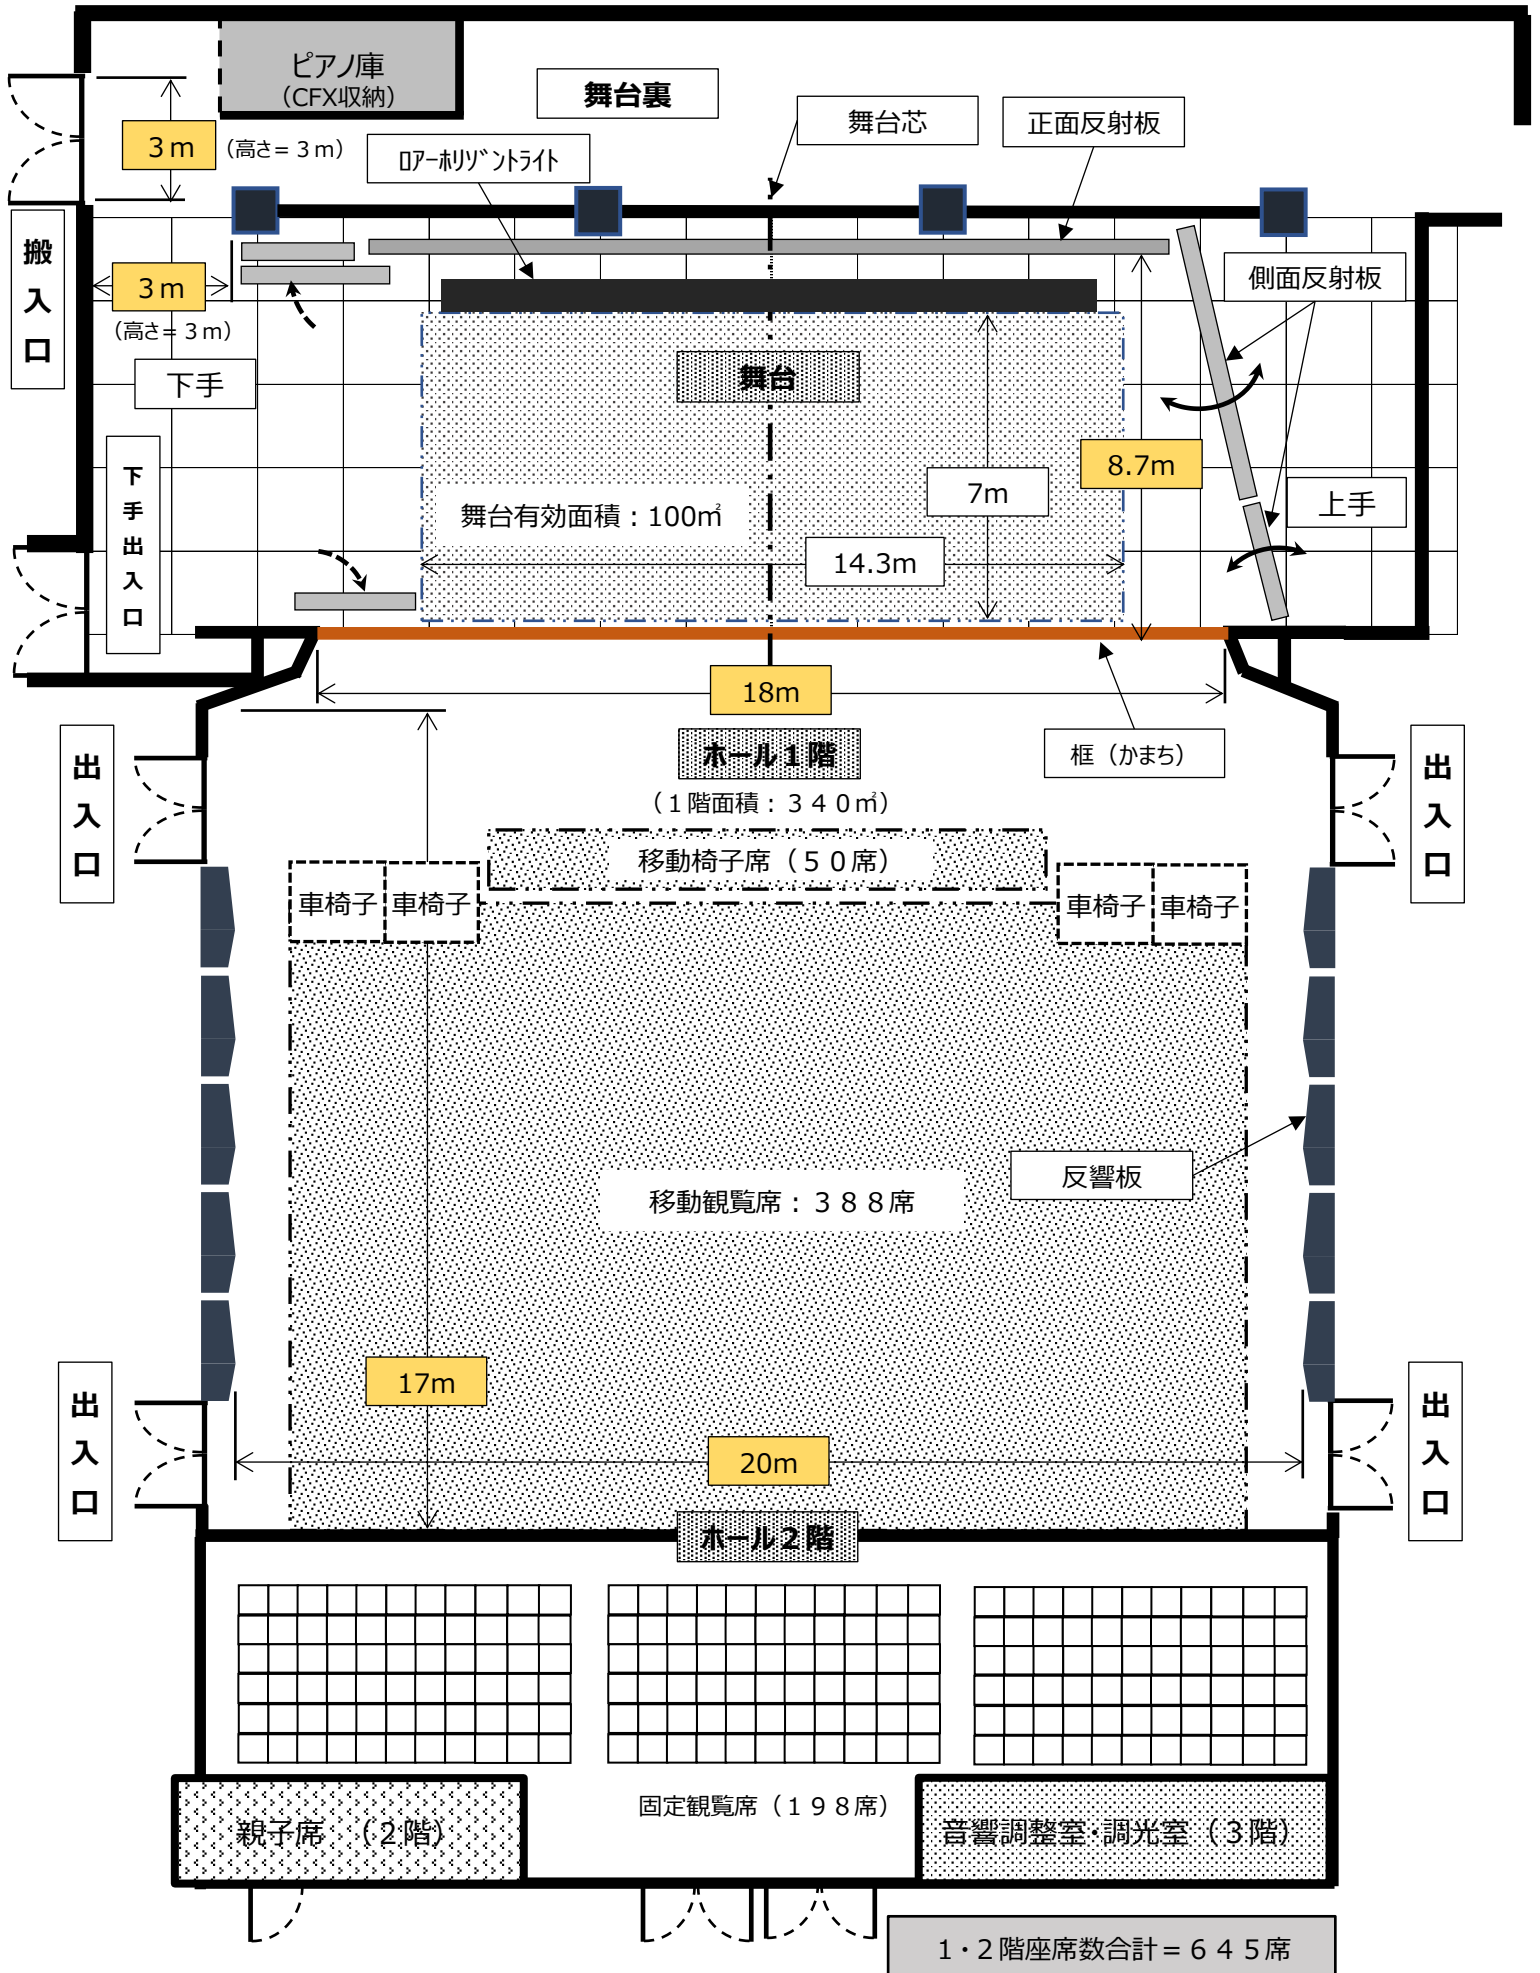 ピアノ庫
（CFX収納）
舞台裏
舞台芯
正面反射板
3m
（高さ=３m）
ﾛｱｰﾎﾘｿﾞﾝﾄﾗｲﾄ
搬入口
3m
（高さ=３m）
側面反射板
舞台
下手
下手出入口
8.7m
7m
上手
舞台有効面積：100㎡
14.3m
18m
出入口
ホール１階
框（かまち）
出入口
（１階面積：３４０㎡）
移動椅子席（５０席）
車椅子
車椅子
車椅子
車椅子
反響板
移動観覧席：３８８席
17m
出入口
20m
出入口
ホール２階
固定観覧席（１９８席）
親子席　（２階）
音響調整室･調光室（３階）
1・２階座席数合計＝６４５席